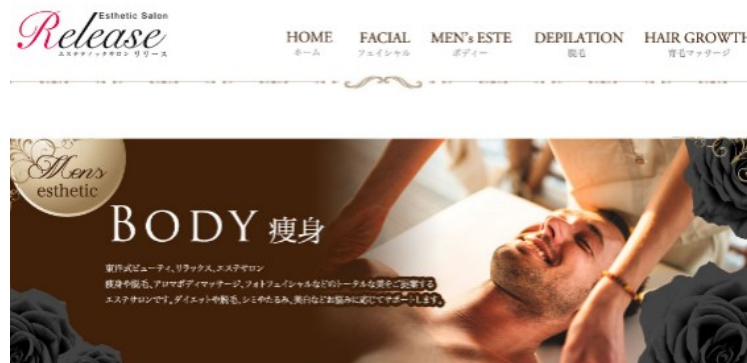 Esthetic Salon
Release
エステティックサロン リリース
HOME FACIAL MEN's ESTE DEPILATION HAIR GROWTH
ホーム フェイシャル ボディー 脱毛 育毛マッサージ
Mens
esthetic
BODY 痩身
東洋式ビューティ、リラックス、エステサロン
痩身や脱毛、アロマボディマッサージ、フォトフェイシャルなどのトータルな美をご提案する
エステサロンです。ダイエットや脱毛、シミやたるみ、美白などお悩みに応じてサポートします。